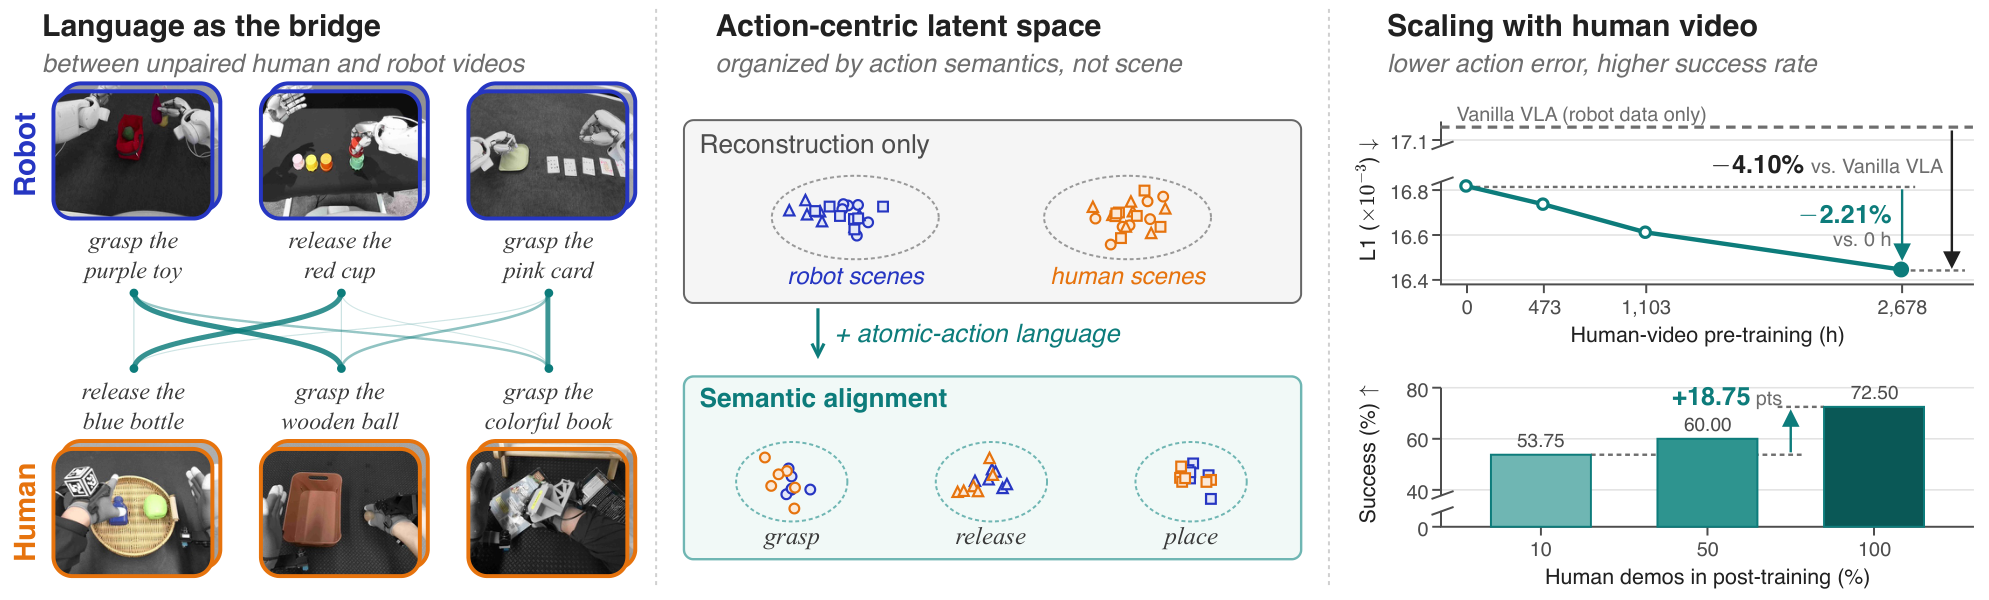 Language as the bridge
between unpaired human and robot videos
Robot
grasp the
purple toy
release the
red cup
grasp the
pink card
release the
blue bottle
grasp the
wooden ball
grasp the
colorful book
Human
Action-centric latent space
organized by action semantics, not scene
Reconstruction only
robot scenes
human scenes
+ atomic-action language
Semantic alignment
grasp
release
place
Scaling with human video
lower action error, higher success rate
Vanilla VLA (robot data only)
L1 (×10⁻³) ↓
17.1
16.8
16.6
16.4
−4.10% vs. Vanilla VLA
−2.21%
vs. 0 h
0
473
1,103
2,678
Human-video pre-training (h)
Success (%) ↑
80
60
40
0
53.75
60.00
72.50
+18.75 pts
10
50
100
Human demos in post-training (%)